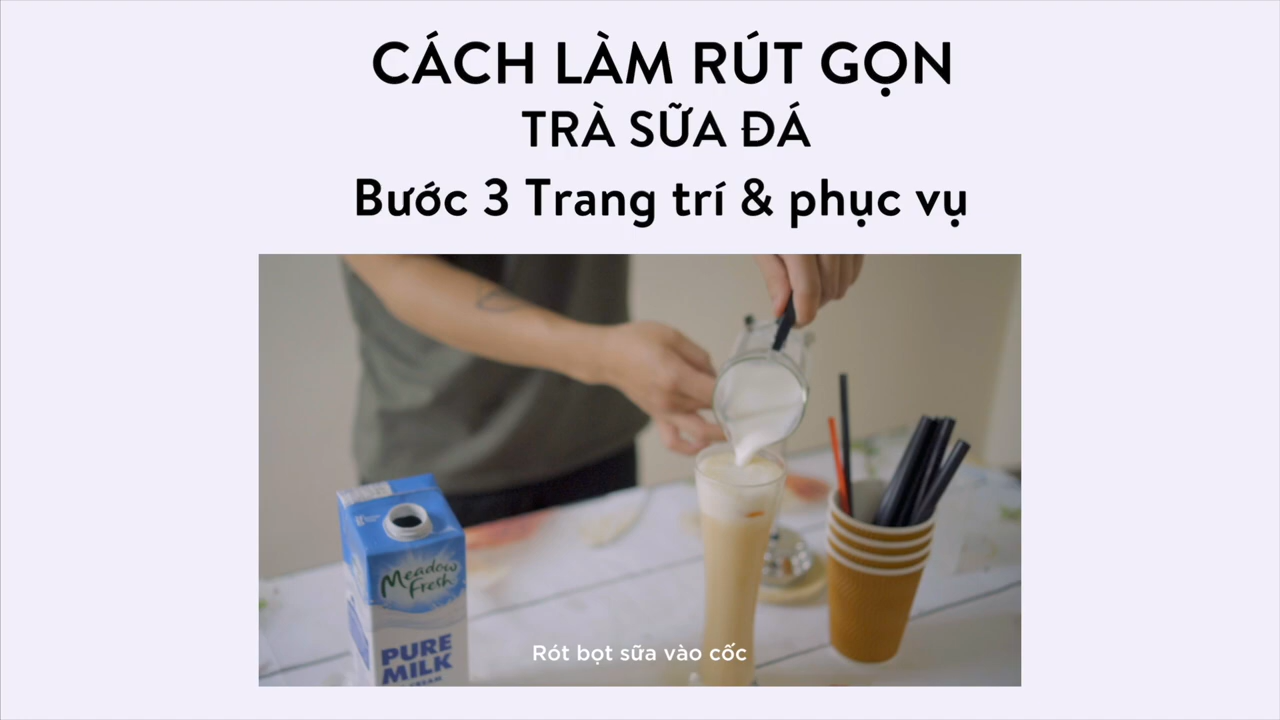 CÁCH LÀM RÚT GỌN
TRÀ SỮA ĐÁ
Bước 3 Trang trí & phục vụ
Meadow
Fresh
PURE
MILK
Rót bọt sữa vào cốc